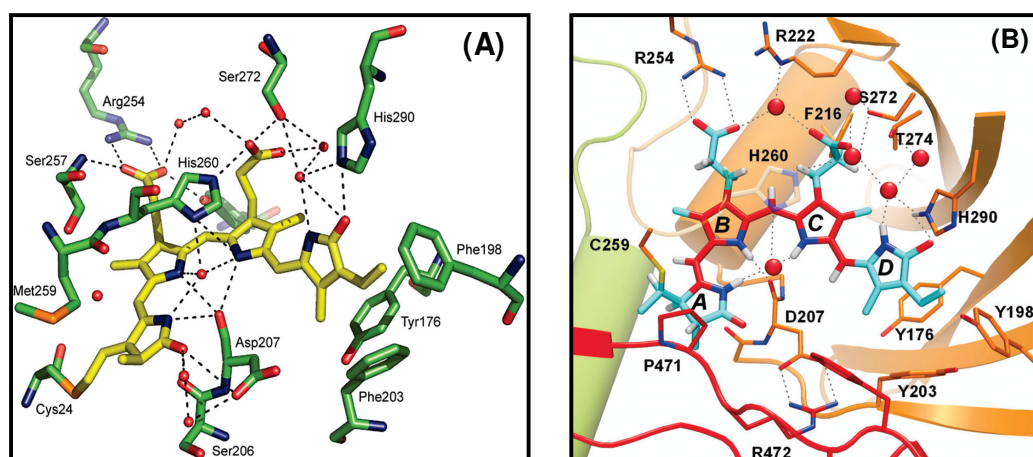 (A)
Ser272
His290
Arg254
Ser257
His260
Met259
Phe198
Tyr176
Asp207
Phe203
Cys24
Ser206
(B)
R254
R222
S272
F216
T274
H260
H290
B
C
C259
D
A
D207
Y176
Y198
P471
Y203
R472